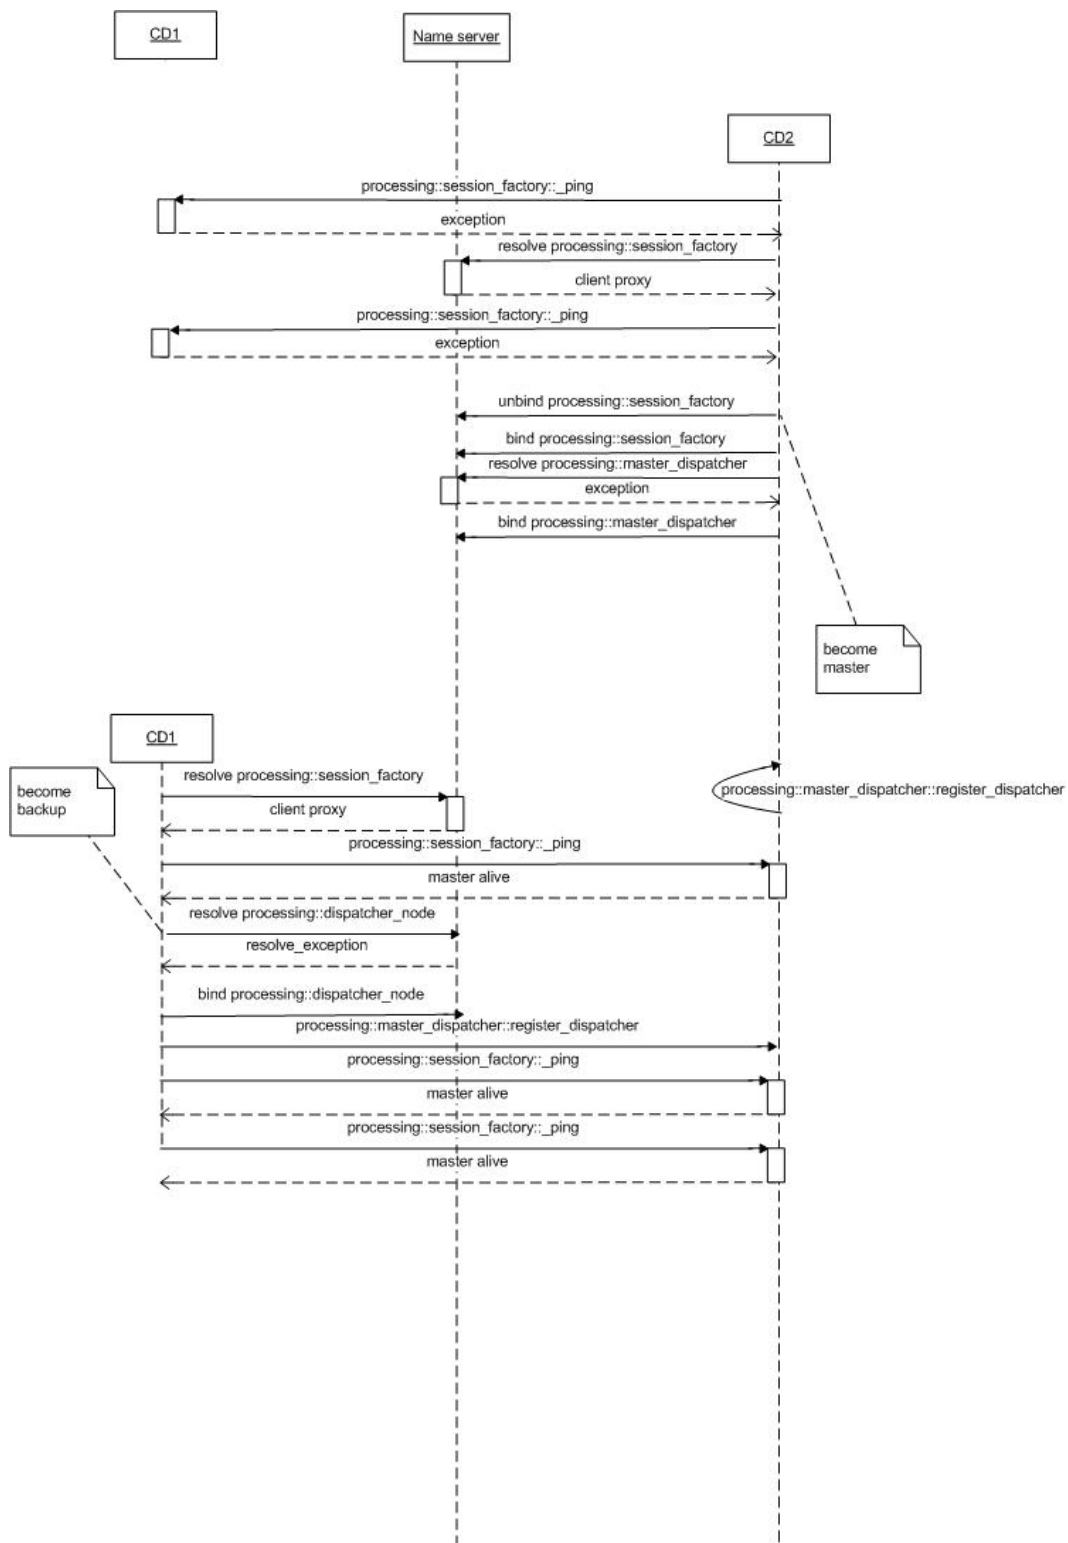 CD1
Name server
CD2
processing::session_factory::_ping
exception
resolve processing::session_factory
client proxy
processing::session_factory::_ping
exception
unbind processing::session_factory
bind processing::session_factory
resolve processing::master_dispatcher
exception
bind processing::master_dispatcher
become
master
CD1
become
backup
resolve processing::session_factory
processing::master_dispatcher::register_dispatcher
client proxy
processing::session_factory::_ping
master alive
resolve processing::dispatcher_node
resolve_exception
bind processing::dispatcher_node
processing::master_dispatcher::register_dispatcher
processing::session_factory::_ping
master alive
processing::session_factory::_ping
master alive